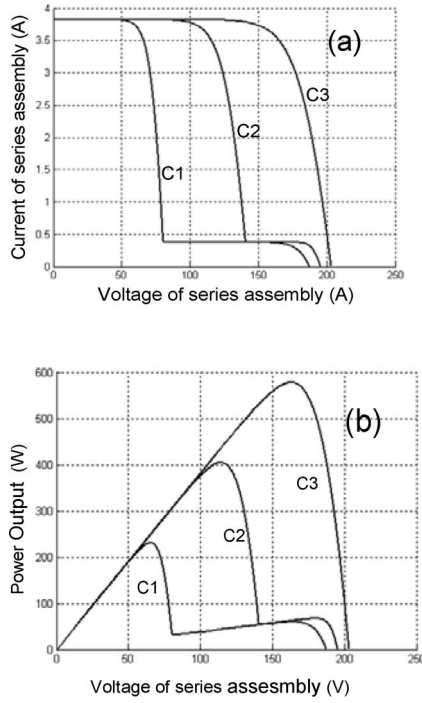 4
3.5
3
2.5
2
1.5
1
0.5
0
Current of series assembly (A)
(a)
C3
C2
C1
0 50 100 150 200 250
Voltage of series assembly (A)
600
500
400
300
200
100
0
Power Output (W)
(b)
C3
C2
C1
0 50 100 150 200 250
Voltage of series assesmbly (V)